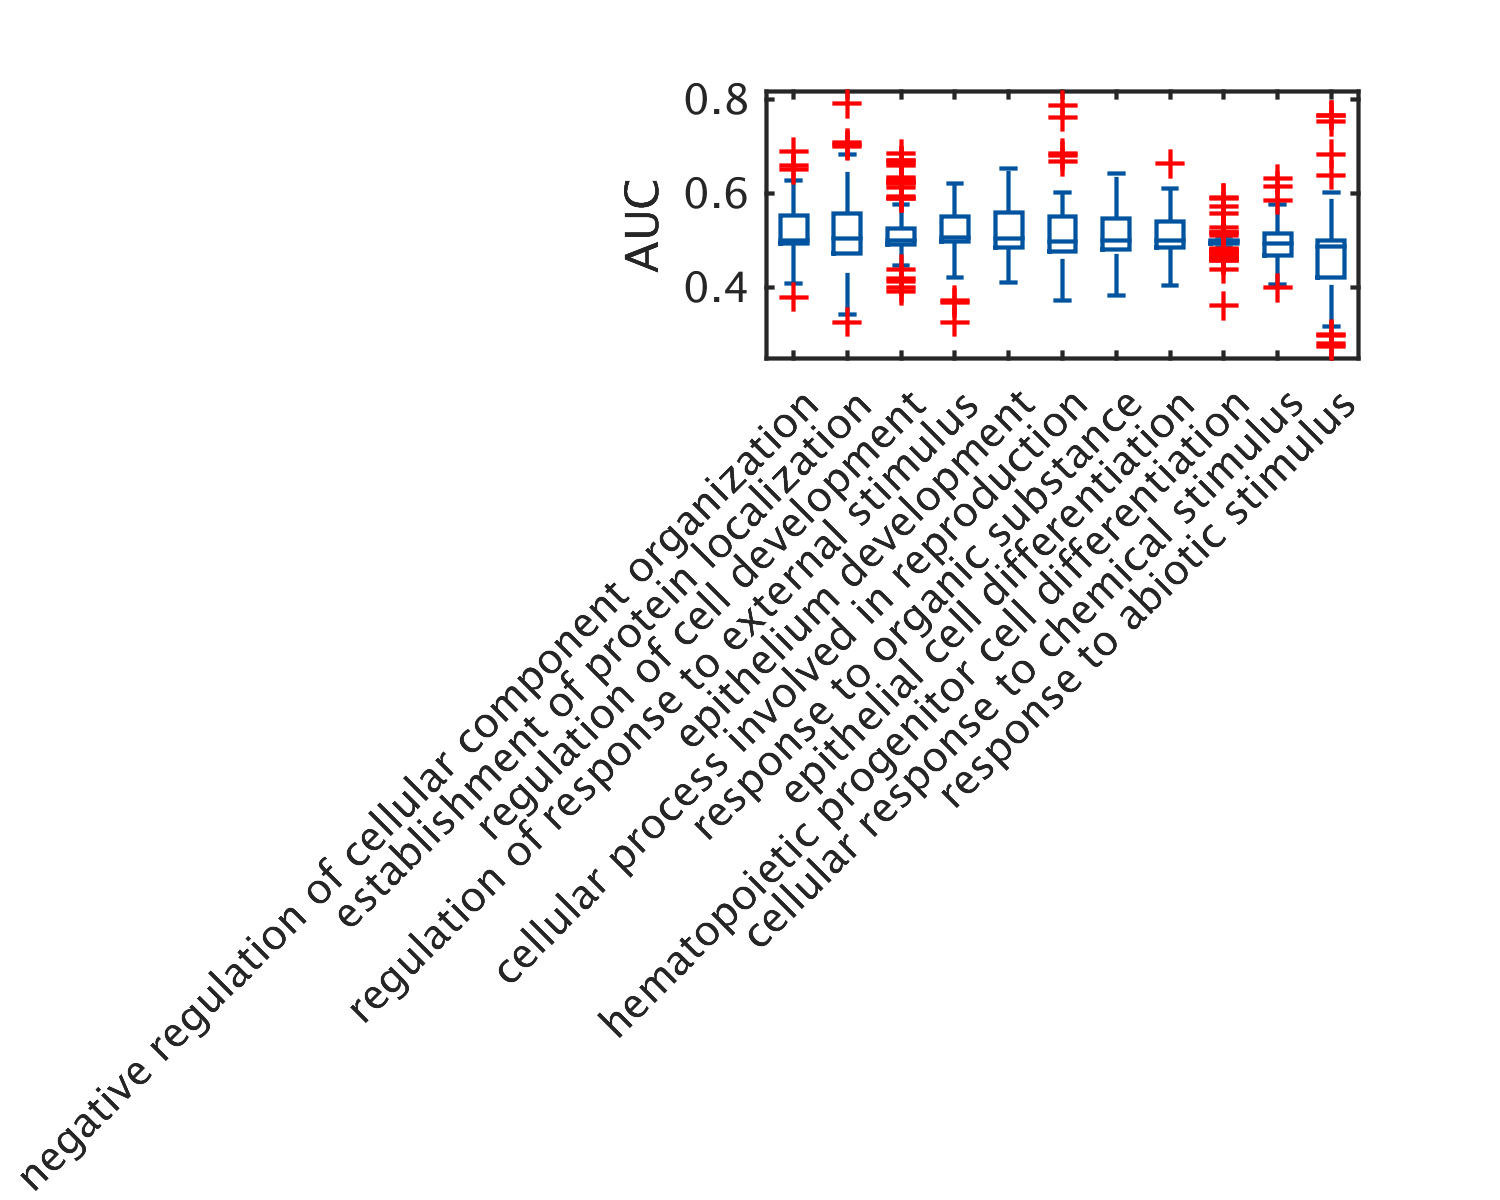 0.8
0.6
0.4
AUC
negative regulation of cellular component organization
establishment of protein localization
regulation of cell development
regulation of response to external stimulus
epithelium development
cellular process involved in reproduction
response to organic substance
epithelial cell differentiation
hematopoietic progenitor cell differentiation
cellular response to chemical stimulus
response to abiotic stimulus